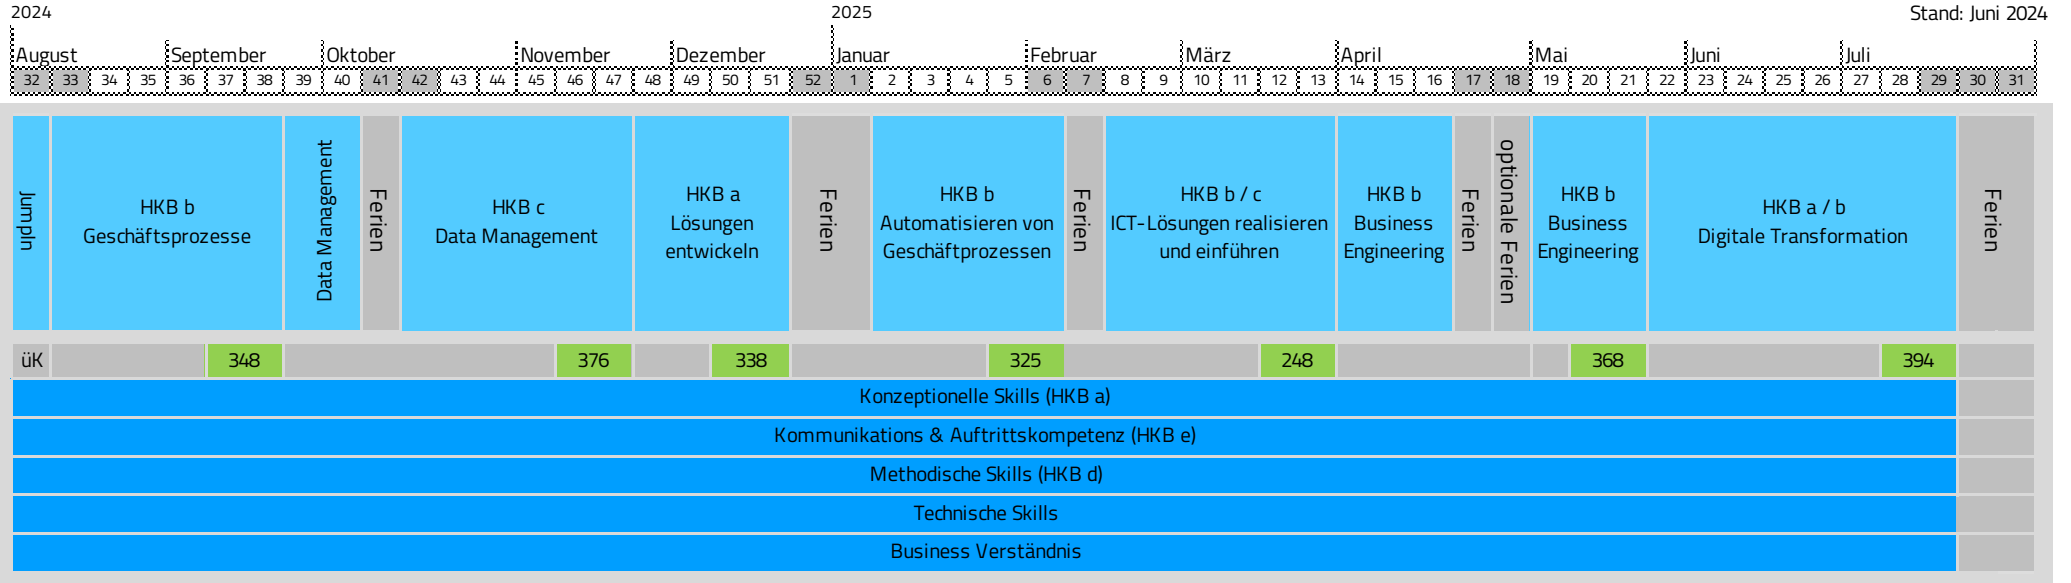 2024 2025 Stand: Juni 2024
August September Oktober November Dezember Januar Februar März April Mai Juni Juli
32 33 34 35 36 37 38 39 40 41 42 43 44 45 46 47 48 49 50 51 52 1 2 3 4 5 6 7 8 9 10 11 12 13 14 15 16 17 18 19 20 21 22 23 24 25 26 27 28 29 30 31
JumpIn
HKB b
Geschäftsprozesse
Data Management
Ferien
HKB c
Data Management
HKB a
Lösungen
entwickeln
Ferien
HKB b
Automatisieren von
Geschäftprozessen
Ferien
HKB b / c
ICT-Lösungen realisieren
und einführen
HKB b
Business
Engineering
Ferien
optionale Ferien
HKB b
Business
Engineering
HKB a / b
Digitale Transformation
Ferien
üK 348 376 338 325 248 368 394
Konzeptionelle Skills (HKB a)
Kommunikations & Auftrittskompetenz (HKB e)
Methodische Skills (HKB d)
Technische Skills
Business Verständnis